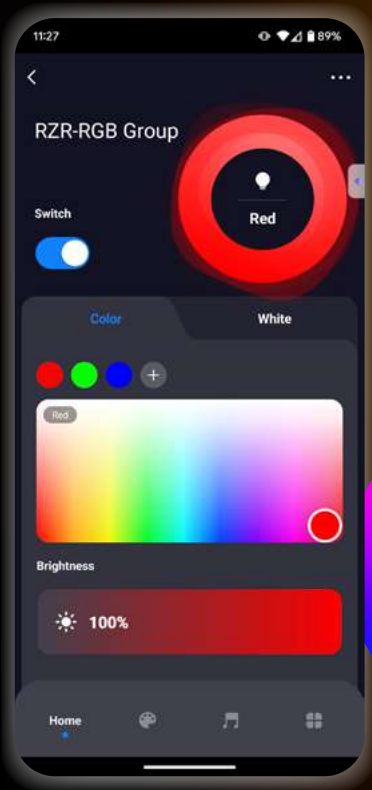 11:27
89%
RZR-RGB Group
Switch
Red
Color
White
Red
Brightness
100%
Home